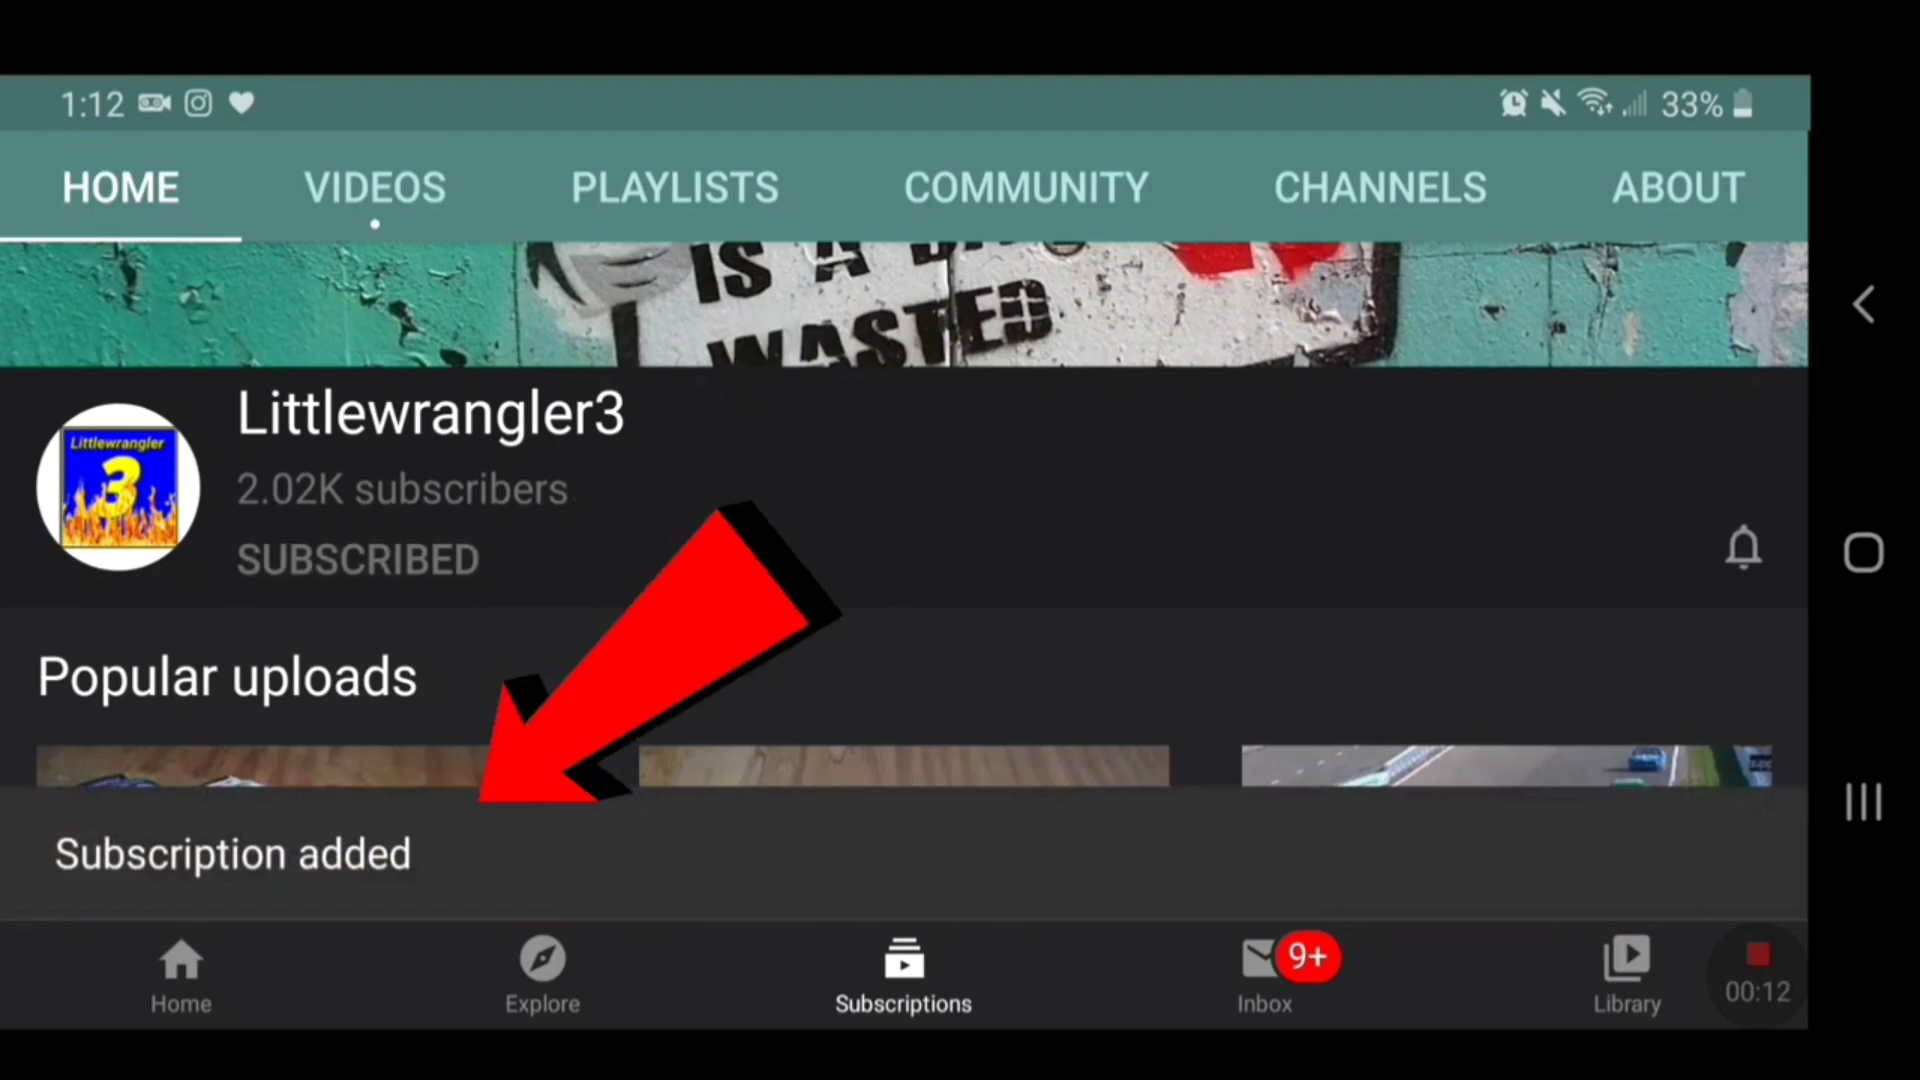 1:12
33%
HOME VIDEOS PLAYLISTS COMMUNITY CHANNELS ABOUT
IS A
WASTED
Littlewrangler
3
Littlewrangler3
2.02K subscribers
SUBSCRIBED
Popular uploads
Subscription added
9+
Home Explore Subscriptions Inbox Library
00:12